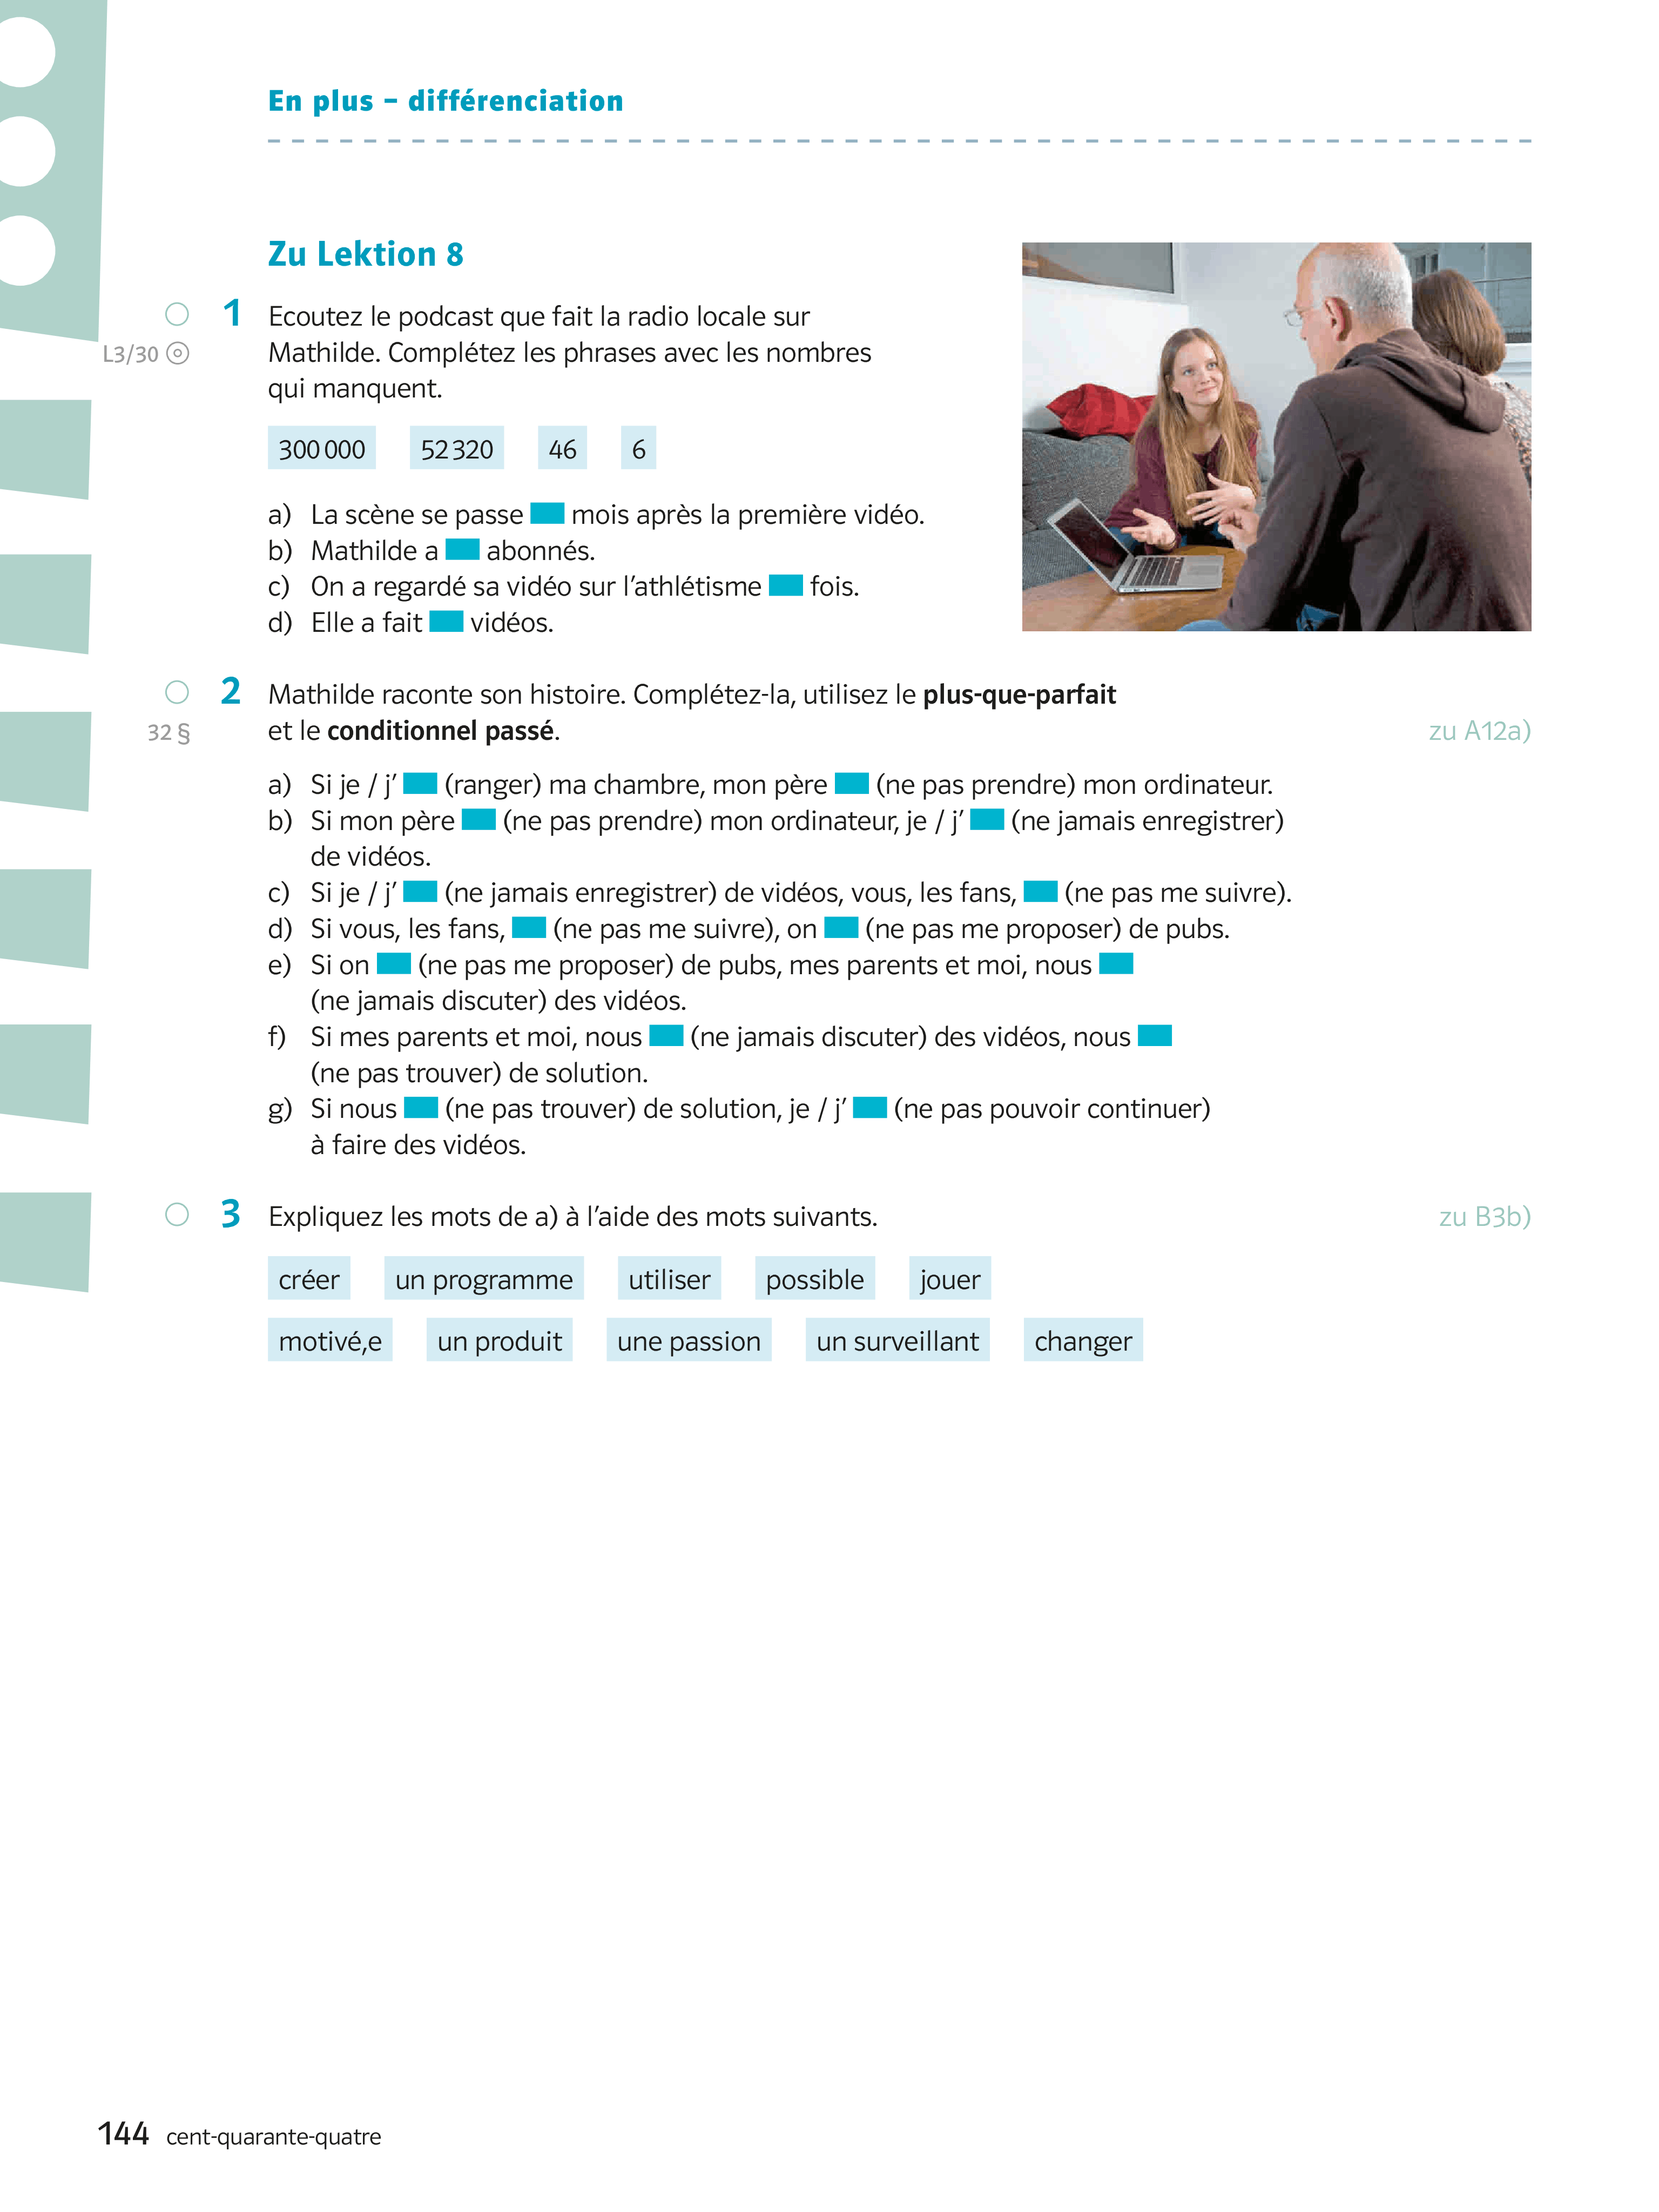 En plus – différenciation
Zu Lektion 8
1 Ecoutez le podcast que fait la radio locale sur
L3/30 Mathilde. Complétez les phrases avec les nombres
qui manquent.
300 000 52 320 46 6
a) La scène se passe mois après la première vidéo.
b) Mathilde a abonnés.
c) On a regardé sa vidéo sur l’athlétisme fois.
d) Elle a fait vidéos.
2 Mathilde raconte son histoire. Complétez-la, utilisez le plus-que-parfait
32 § et le conditionnel passé. zu A12a)
a) Si je / j’ (ranger) ma chambre, mon père (ne pas prendre) mon ordinateur.
b) Si mon père (ne pas prendre) mon ordinateur, je / j’ (ne jamais enregistrer)
de vidéos.
c) Si je / j’ (ne jamais enregistrer) de vidéos, vous, les fans, (ne pas me suivre).
d) Si vous, les fans, (ne pas me suivre), on (ne pas me proposer) de pubs.
e) Si on (ne pas me proposer) de pubs, mes parents et moi, nous
(ne jamais discuter) des vidéos.
f) Si mes parents et moi, nous (ne jamais discuter) des vidéos, nous
(ne pas trouver) de solution.
g) Si nous (ne pas trouver) de solution, je / j’ (ne pas pouvoir continuer)
à faire des vidéos.
3 Expliquez les mots de a) à l’aide des mots suivants. zu B3b)
créer un programme utiliser possible jouer
motivé,e un produit une passion un surveillant changer
144 cent-quarante-quatre